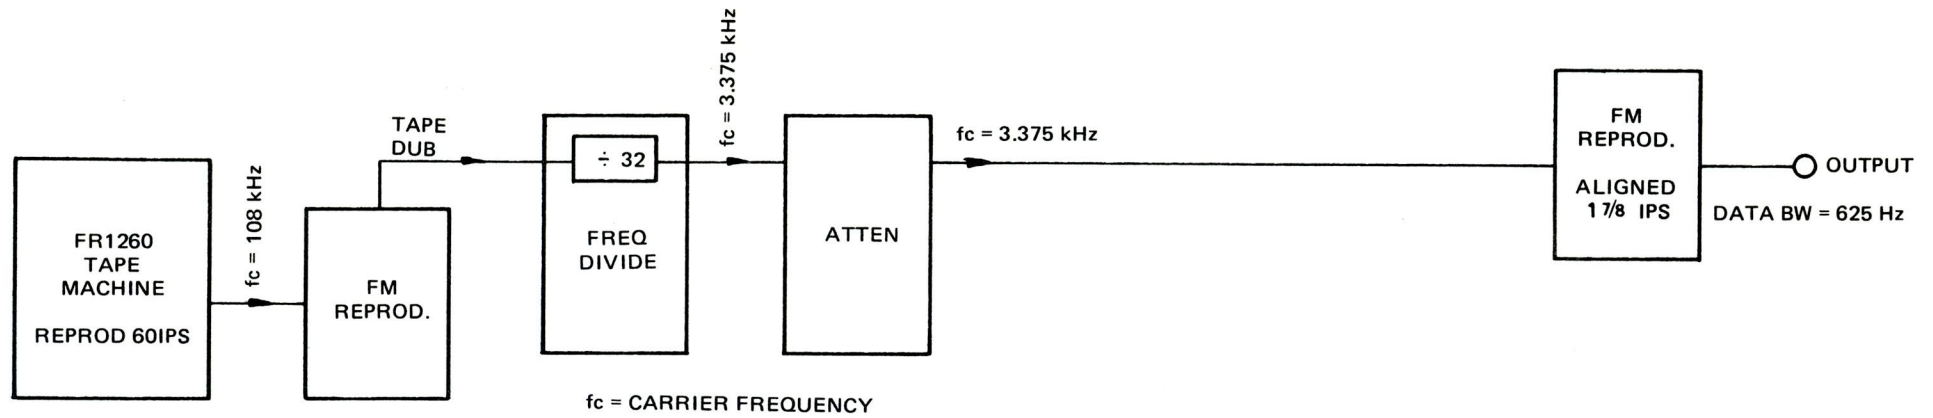 FR1260
TAPE
MACHINE
REPROD 60IPS
fc = 108 kHz
FM
REPROD.
TAPE
DUB
÷ 32
FREQ
DIVIDE
fc = 3.375 kHz
ATTEN
fc = 3.375 kHz
FM
REPROD.
ALIGNED
1 7/8 IPS
OUTPUT
DATA BW = 625 Hz
fc = CARRIER FREQUENCY